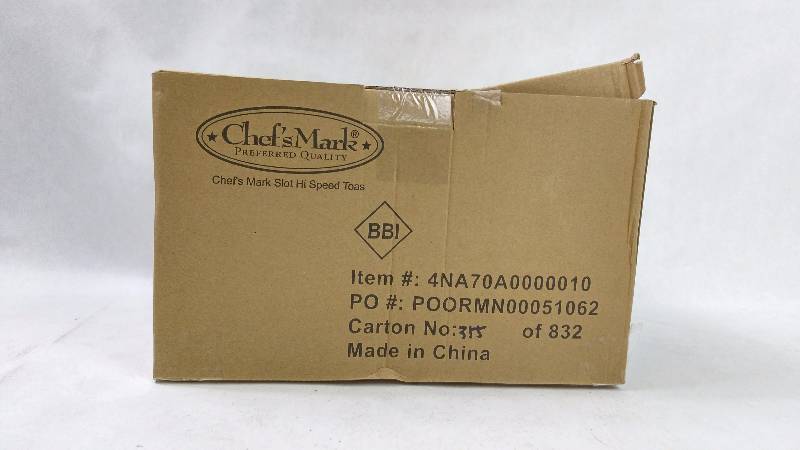 Chef'sMark®
PREFERRED QUALITY
Chef's Mark Slot Hi Speed Toas
BBI
Item #: 4NA70A0000010
PO #: POORMN00051062
Carton No: 315 of 832
Made in China